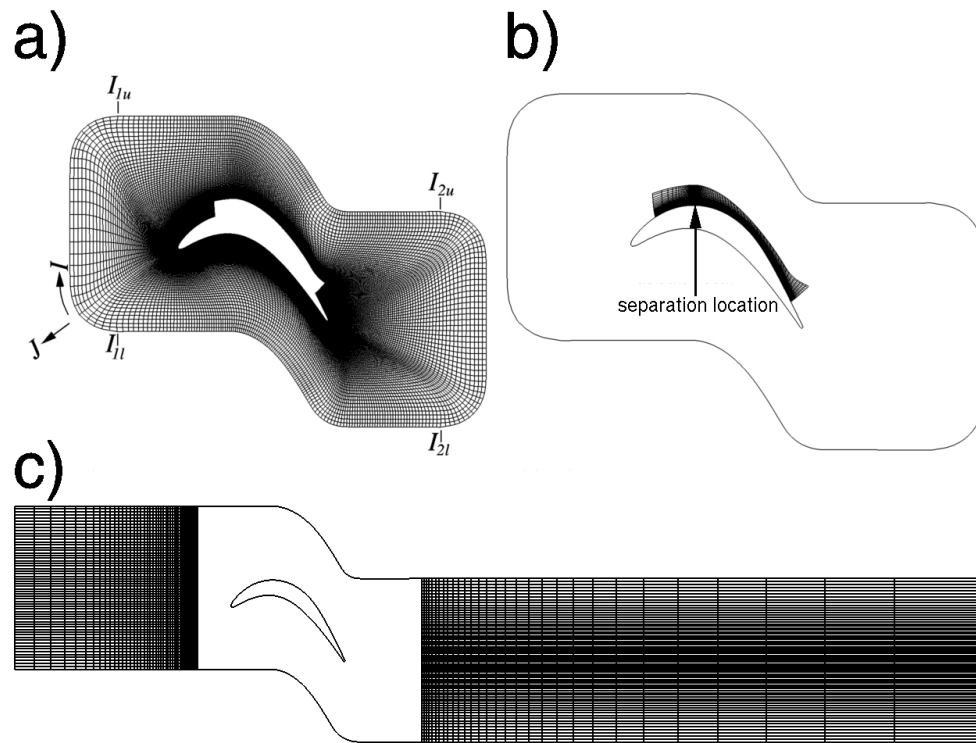 a)
b)
I1u
I2u
I
J
I1l
I2l
separation location
c)